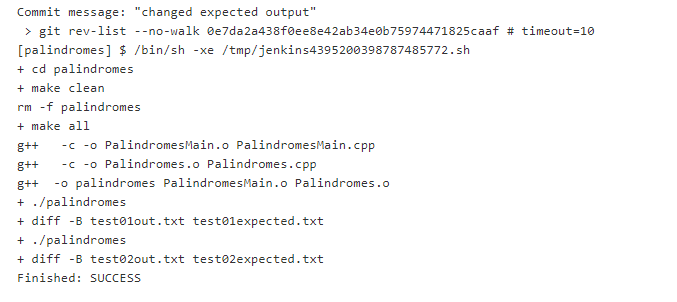 Commit message: "changed expected output"
 > git rev-list --no-walk 0e7da2a438f0ee8e42ab34e0b75974471825caaf # timeout=10
[palindromes] $ /bin/sh -xe /tmp/jenkins4395200398787485772.sh
+ cd palindromes
+ make clean
rm -f palindromes
+ make all
g++   -c -o PalindromesMain.o PalindromesMain.cpp
g++   -c -o Palindromes.o Palindromes.cpp
g++  -o palindromes PalindromesMain.o Palindromes.o
+ ./palindromes
+ diff -B test01out.txt test01expected.txt
+ ./palindromes
+ diff -B test02out.txt test02expected.txt
Finished: SUCCESS